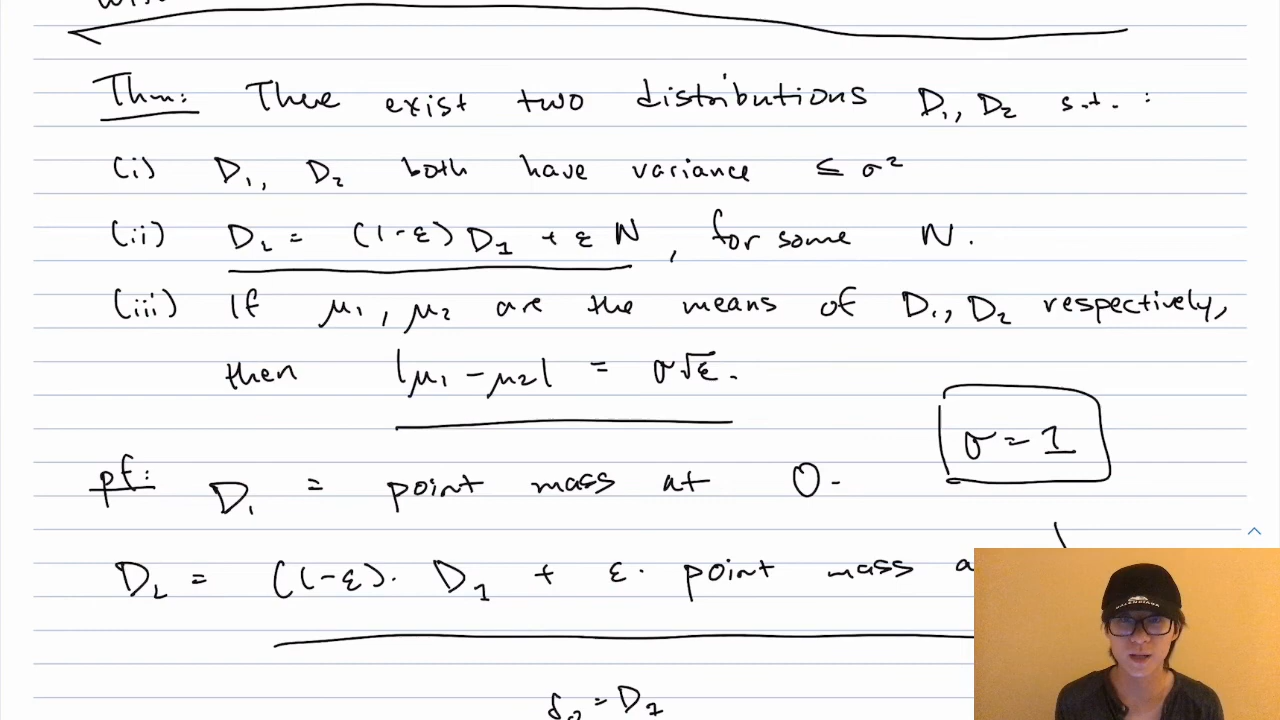 Thm: There exist two distributions D₁, D₂ s.t. :
(i) D₁, D₂ both have variance ≤ σ²
(ii) D₂ = (1-ε) D₁ + ε N, for some N.
(iii) If μ₁, μ₂ are the means of D₁, D₂ respectively,
then |μ₁ - μ₂| = σ√ε.
σ = 1
pf: D₁ = point mass at 0.
D₂ = (1-ε). D₁ + ε. point mass
δ₀ = D₁